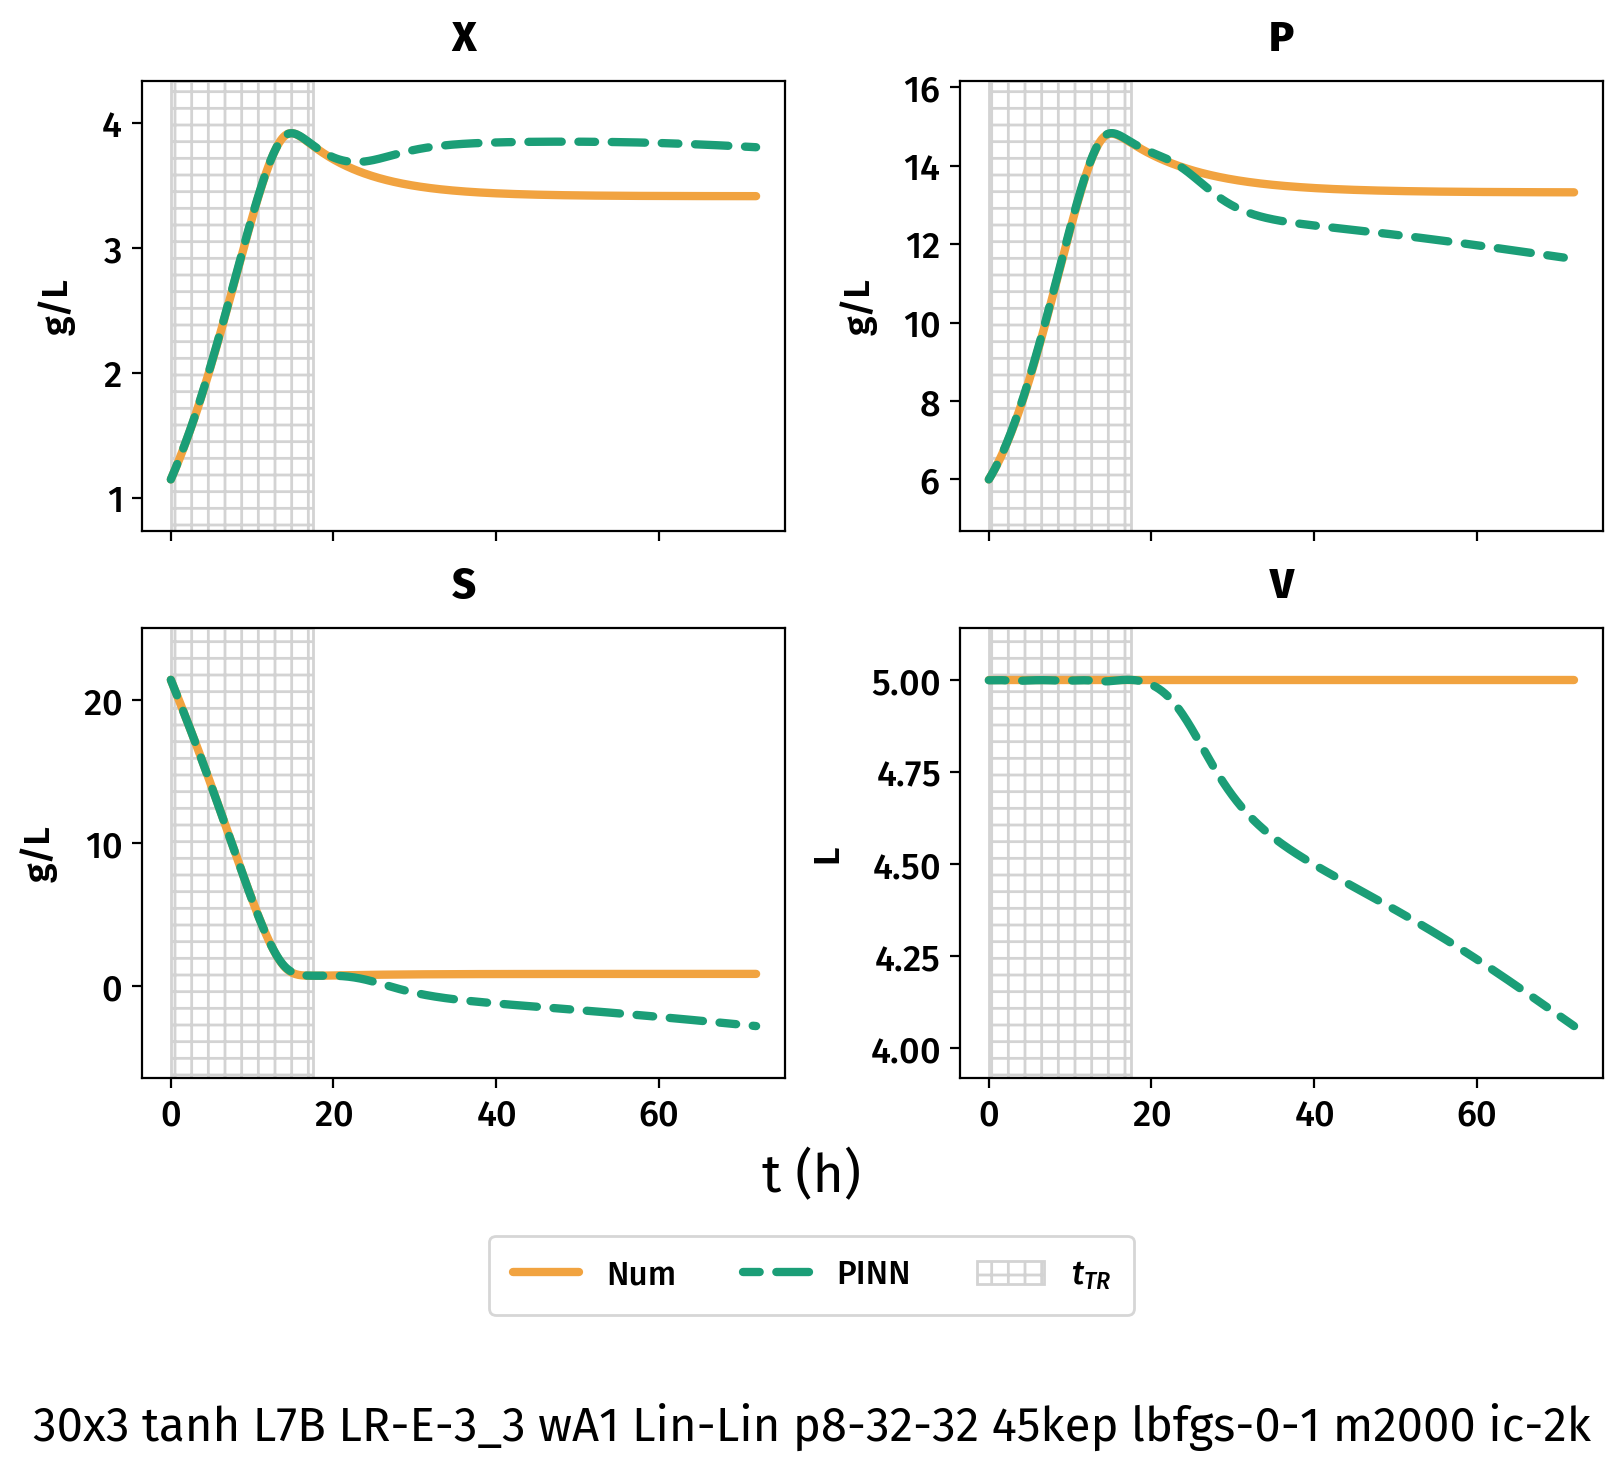 X
4
3
2
1
g/L
P
16
14
12
10
8
6
g/L
S
20
10
0
g/L
0 20 40 60
V
5.00
4.75
4.50
4.25
4.00
L
0 20 40 60
t (h)
Num PINN t_TR
30x3 tanh L7B LR-E-3_3 wA1 Lin-Lin p8-32-32 45kep lbfgs-0-1 m2000 ic-2k